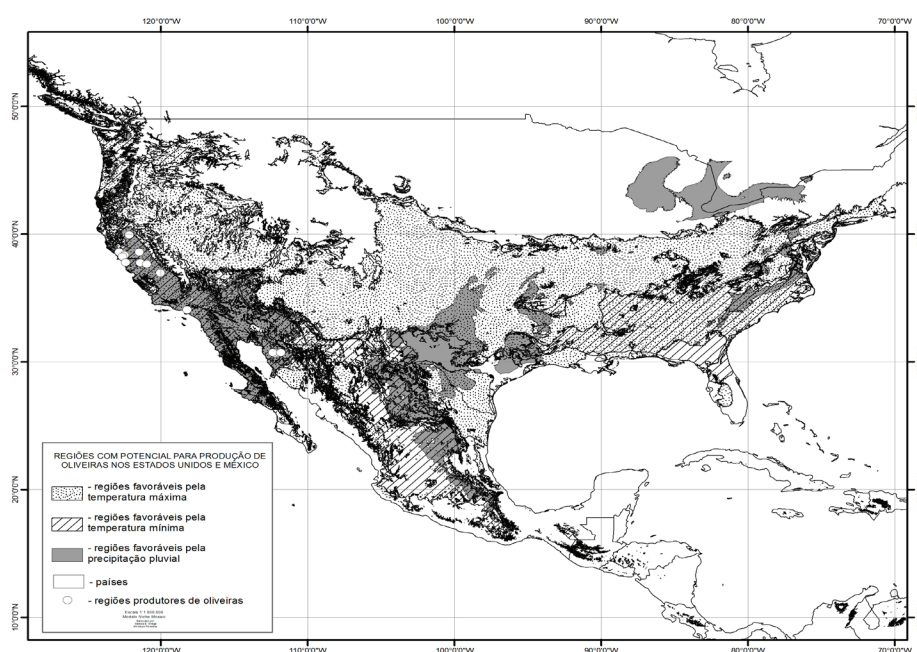 120°0'0"W 110°0'0"W 100°0'0"W 90°0'0"W 80°0'0"W 70°0'0"W
50°0'0"N
40°0'0"N
30°0'0"N
20°0'0"N
10°0'0"N
REGIÕES COM POTENCIAL PARA PRODUÇÃO DE
OLIVEIRAS NOS ESTADOS UNIDOS E MÉXICO
- regiões favoráveis pela
temperatura máxima
- regiões favoráveis pela
temperatura mínima
- regiões favoráveis pela
precipitação pluvial
- países
- regiões produtores de oliveiras
120°0'0"W 110°0'0"W 100°0'0"W 90°0'0"W 80°0'0"W 70°0'0"W